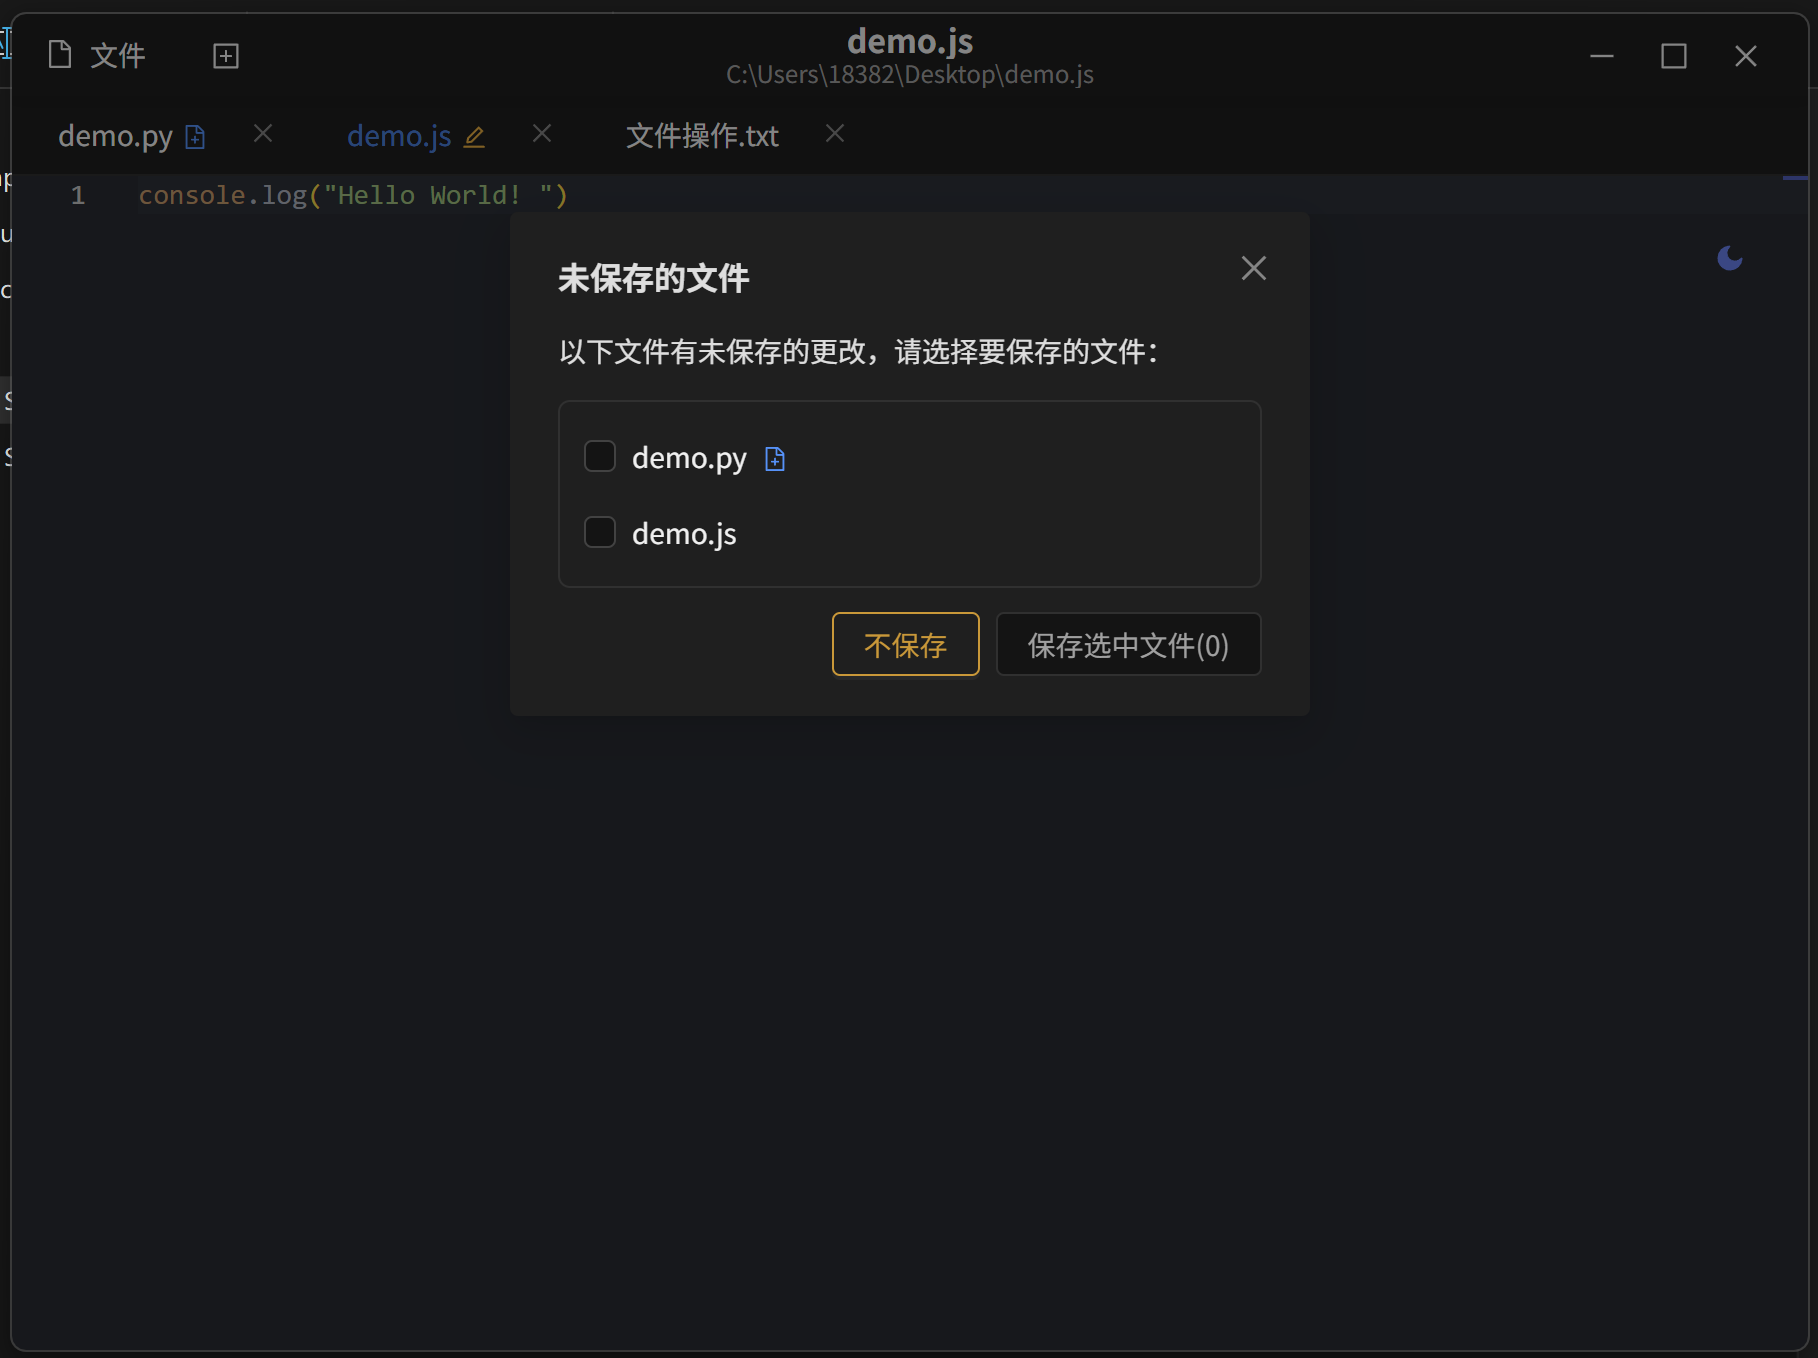 文件
demo.js
C:\Users\18382\Desktop\demo.js
demo.py
demo.js
文件操作.txt
1
console.log("Hello World! ")
未保存的文件
以下文件有未保存的更改，请选择要保存的文件：
demo.py
demo.js
不保存
保存选中文件(0)